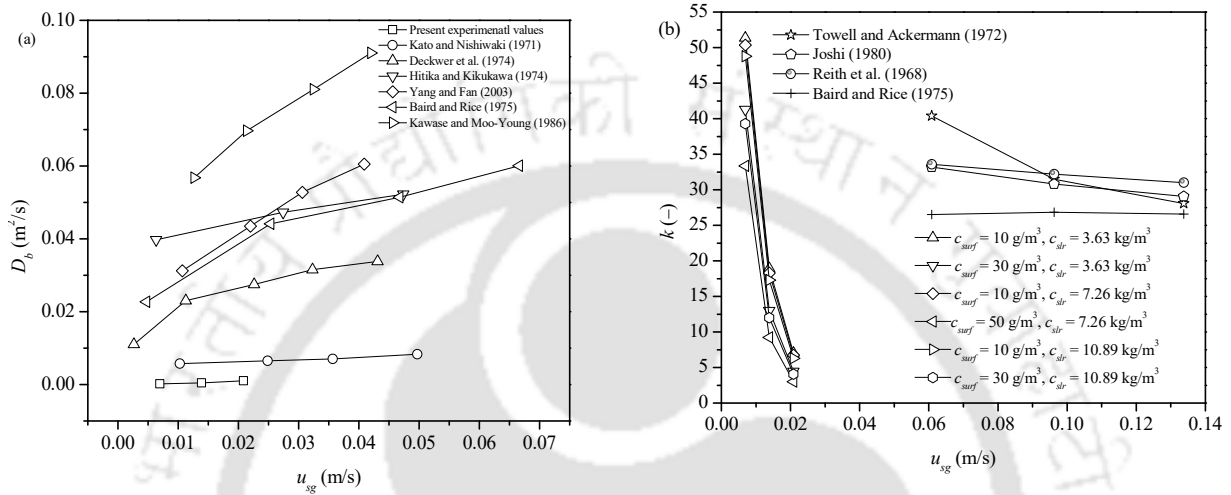 (a)
0.10
0.08
0.06
0.04
0.02
0.00
D_b (m²/s)
0.00 0.01 0.02 0.03 0.04 0.05 0.06 0.07
u_sg (m/s)
Present experimenatl values
Kato and Nishiwaki (1971)
Deckwer et al. (1974)
Hitika and Kikukawa (1974)
Yang and Fan (2003)
Baird and Rice (1975)
Kawase and Moo-Young (1986)
(b)
55
50
45
40
35
30
25
20
15
10
5
0
k (–)
0.00 0.02 0.04 0.06 0.08 0.10 0.12 0.14
u_sg (m/s)
Towell and Ackermann (1972)
Joshi (1980)
Reith et al. (1968)
Baird and Rice (1975)
c_surf = 10 g/m³, c_slr = 3.63 kg/m³
c_surf = 30 g/m³, c_slr = 3.63 kg/m³
c_surf = 10 g/m³, c_slr = 7.26 kg/m³
c_surf = 50 g/m³, c_slr = 7.26 kg/m³
c_surf = 10 g/m³, c_slr = 10.89 kg/m³
c_surf = 30 g/m³, c_slr = 10.89 kg/m³